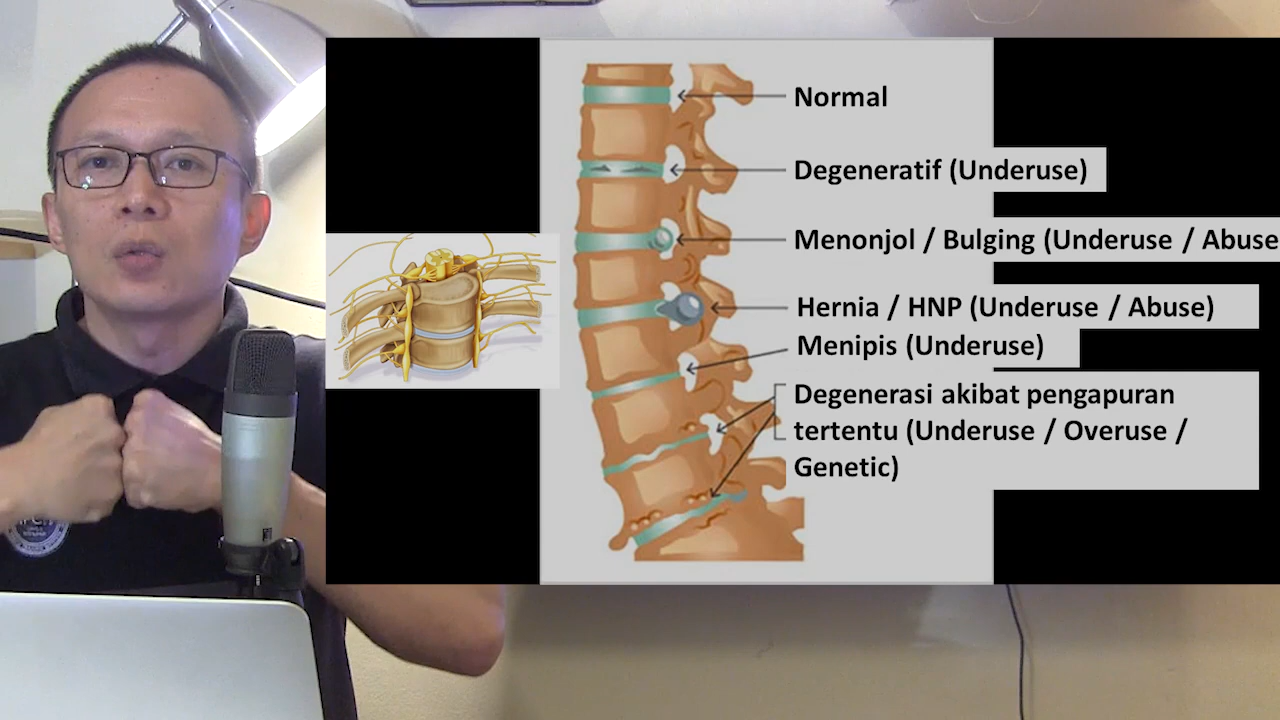 Normal
Degeneratif (Underuse)
Menonjol / Bulging (Underuse / Abuse
Hernia / HNP (Underuse / Abuse)
Menipis (Underuse)
Degenerasi akibat pengapuran
tertentu (Underuse / Overuse /
Genetic)